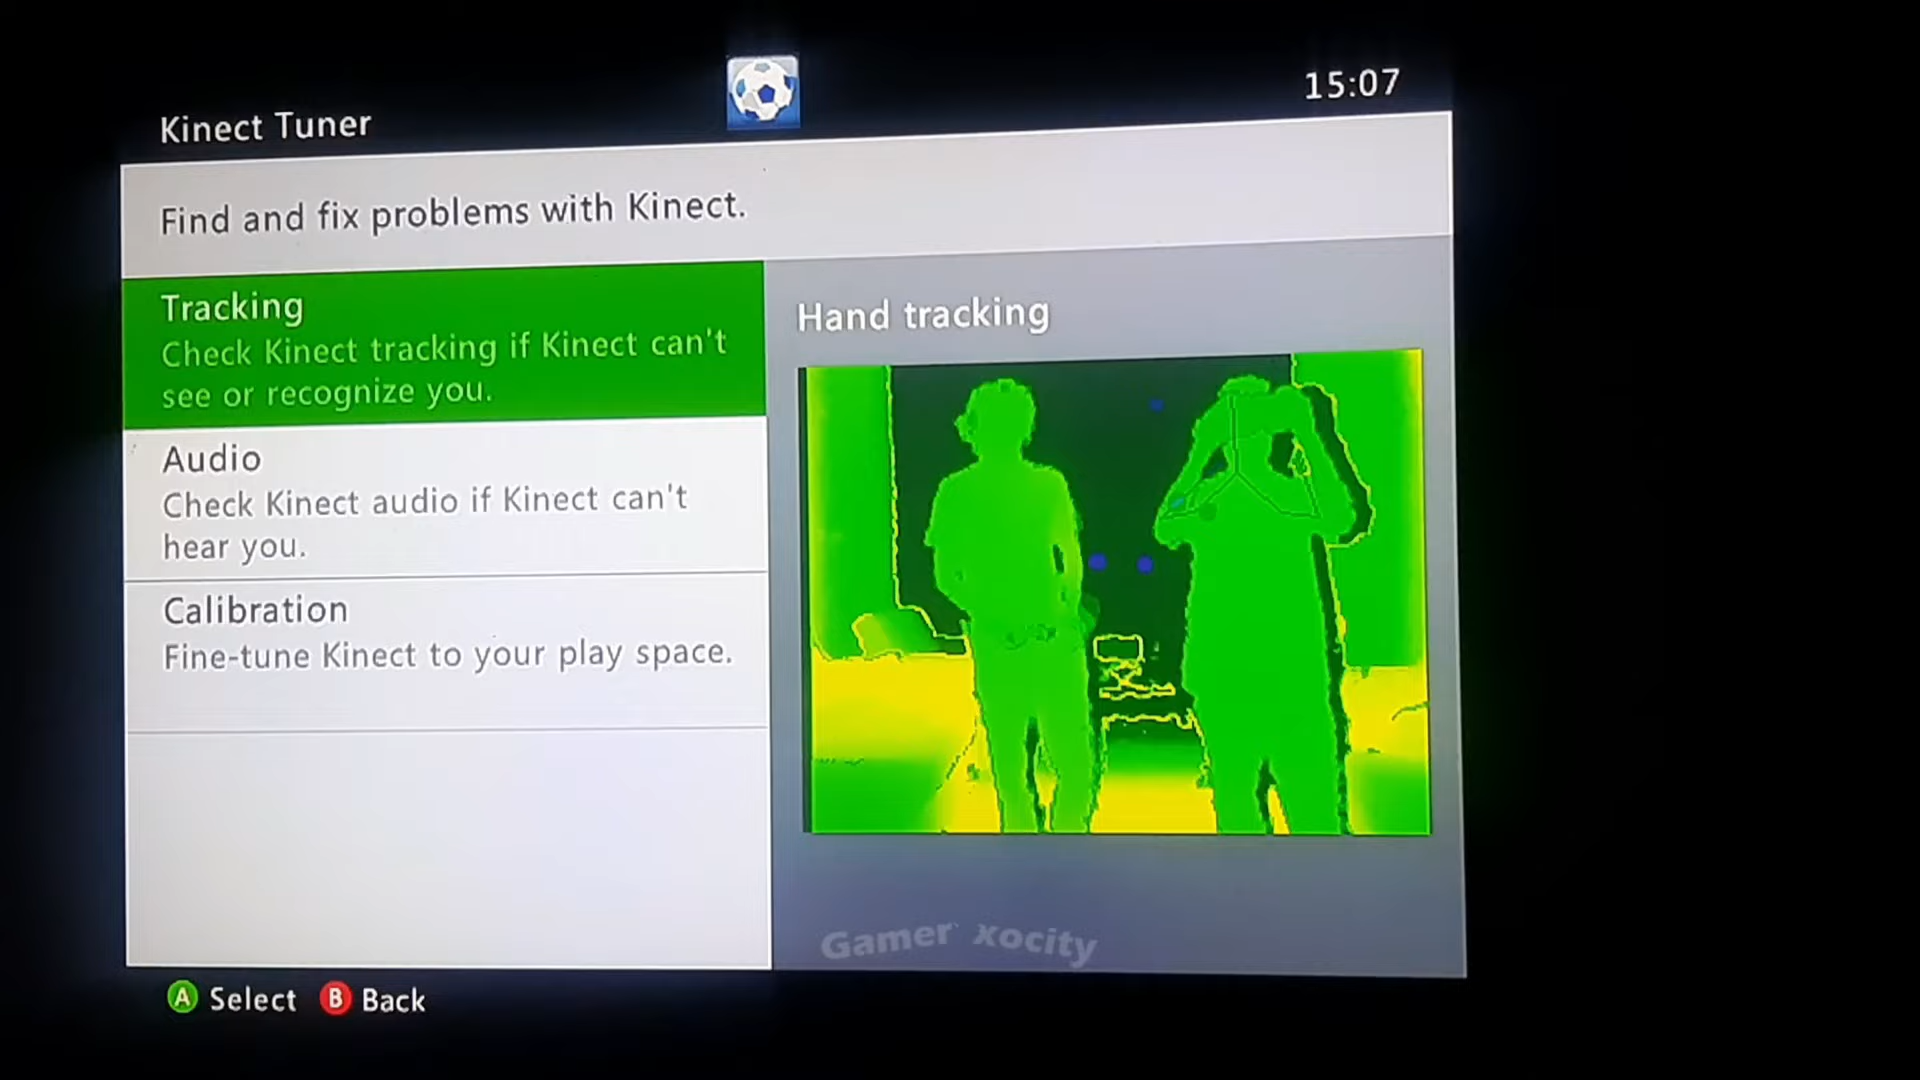 Kinect Tuner
15:07
Find and fix problems with Kinect.
Tracking
Check Kinect tracking if Kinect can't
see or recognize you.
Audio
Check Kinect audio if Kinect can't
hear you.
Calibration
Fine-tune Kinect to your play space.
Hand tracking
Gamer xocity
A Select B Back